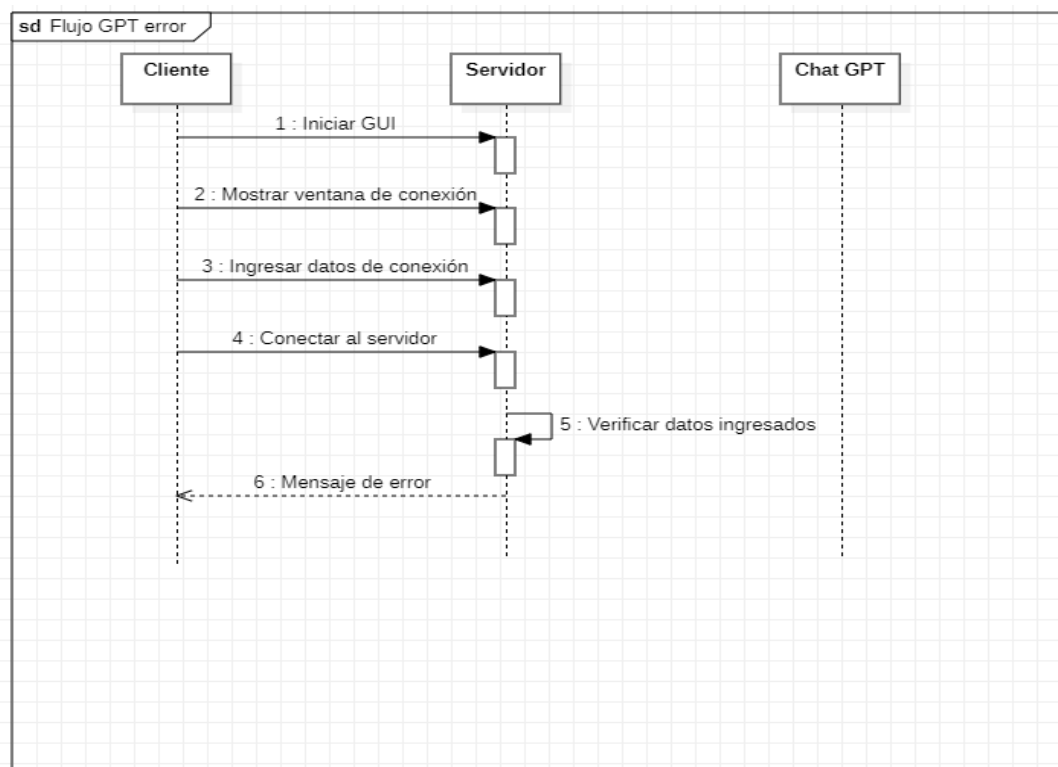 sd Flujo GPT error
Cliente
Servidor
Chat GPT
1 : Iniciar GUI
2 : Mostrar ventana de conexión
3 : Ingresar datos de conexión
4 : Conectar al servidor
5 : Verificar datos ingresados
6 : Mensaje de error